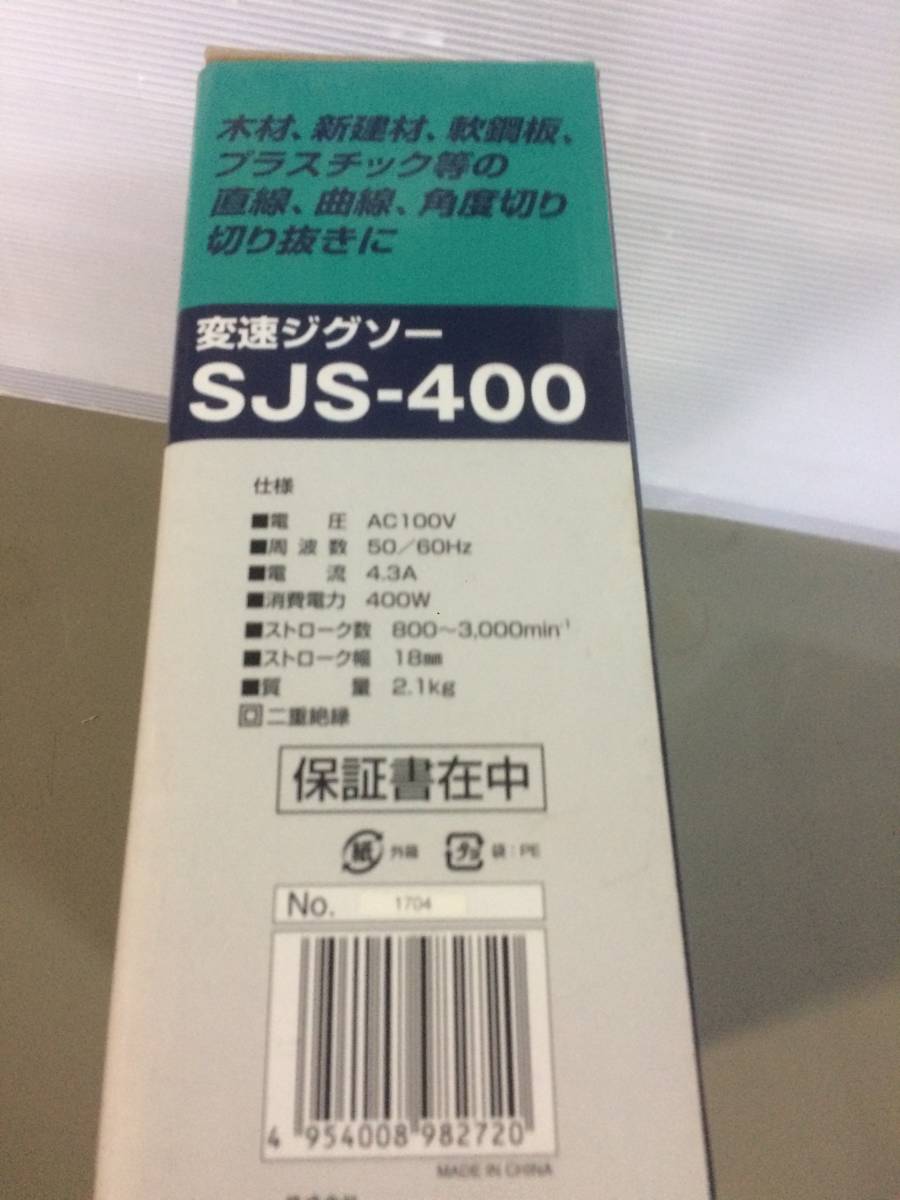 木材、新建材、軟鋼板、
プラスチック等の
直線、曲線、角度切り
切り抜きに
変速ジグソー
SJS-400
仕様
■電　圧 AC100V
■周波数 50／60Hz
■電　流 4.3A
■消費電力 400W
■ストローク数 800～3,000min⁻¹
■ストローク幅 18㎜
■質　量 2.1kg
回二重絶縁
保証書在中
紙 外箱 プラ 袋：PE
No. 1704
4 954008 982720
MADE IN CHINA